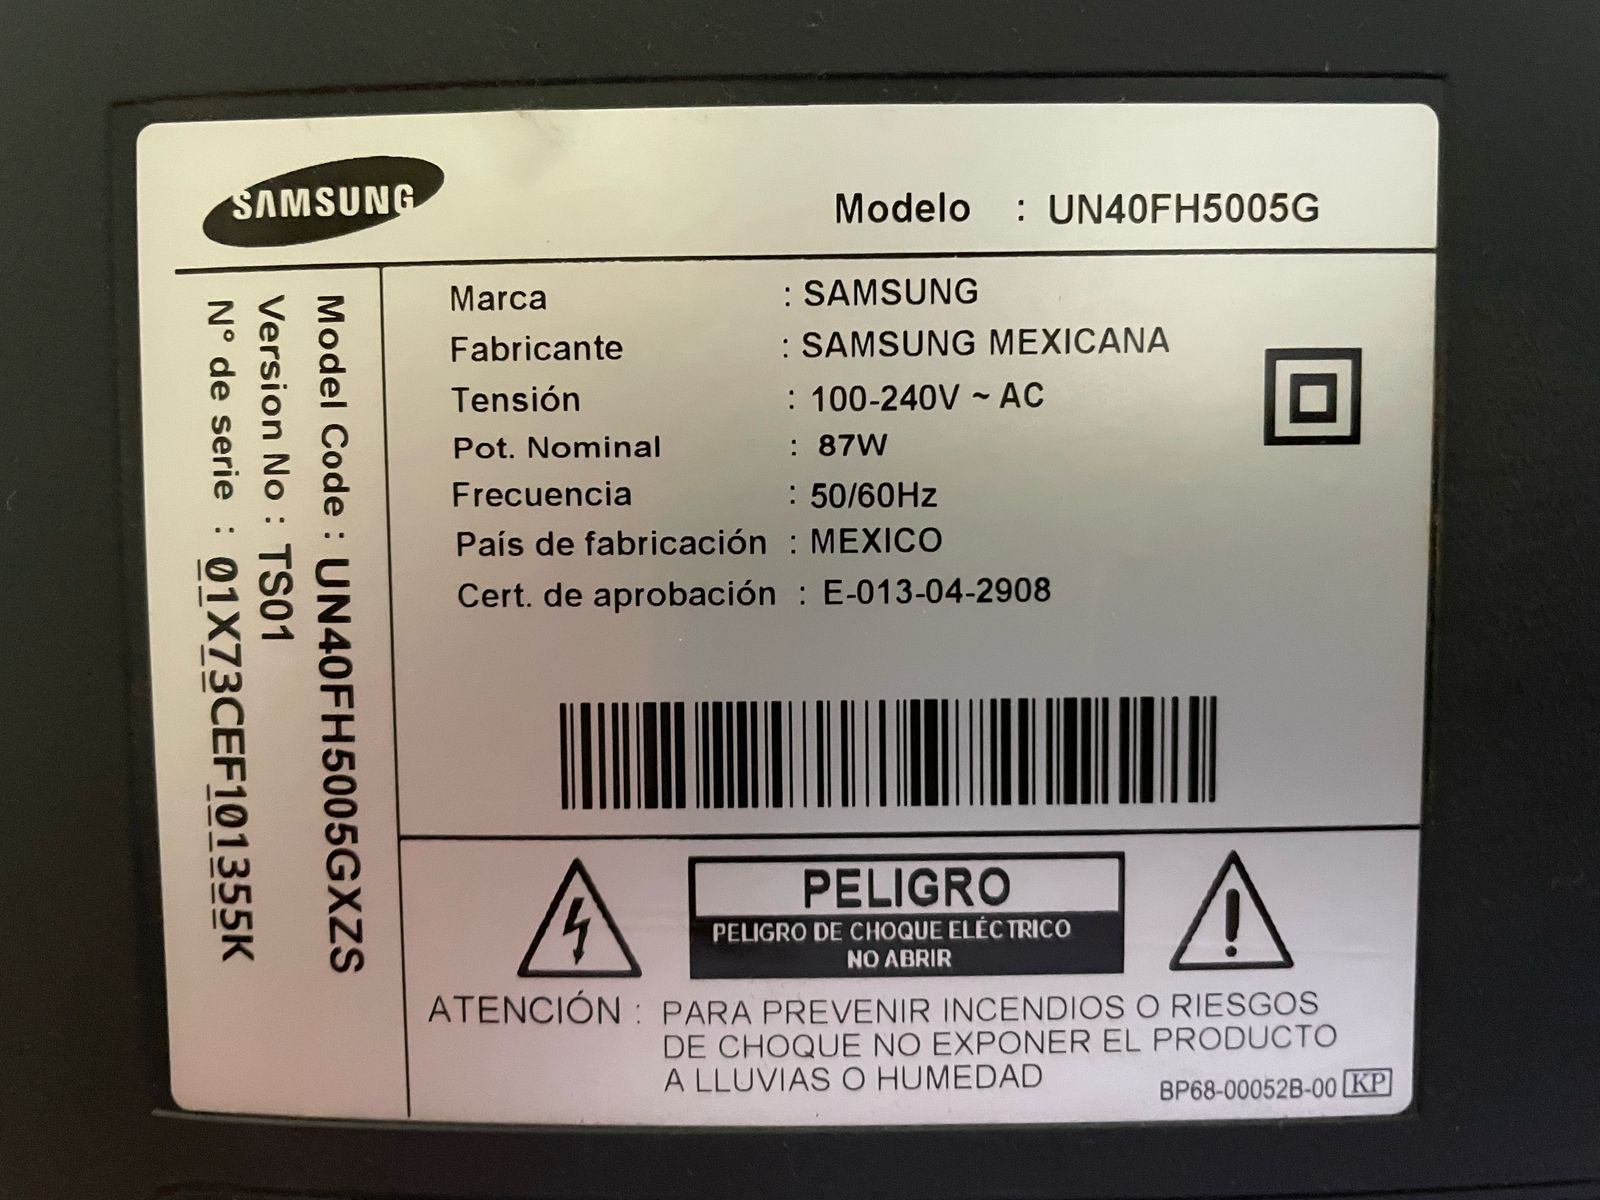 SAMSUNG
Modelo : UN40FH5005G
Model Code : UN40FH5005GXZS
Version No : TS01
N° de serie : 01X73CEF101355K
Marca : SAMSUNG
Fabricante : SAMSUNG MEXICANA
Tensión : 100-240V ~ AC
Pot. Nominal : 87W
Frecuencia : 50/60Hz
País de fabricación : MEXICO
Cert. de aprobación : E-013-04-2908
PELIGRO
PELIGRO DE CHOQUE ELÉCTRICO
NO ABRIR
ATENCIÓN : PARA PREVENIR INCENDIOS O RIESGOS
DE CHOQUE NO EXPONER EL PRODUCTO
A LLUVIAS O HUMEDAD
BP68-00052B-00 KP